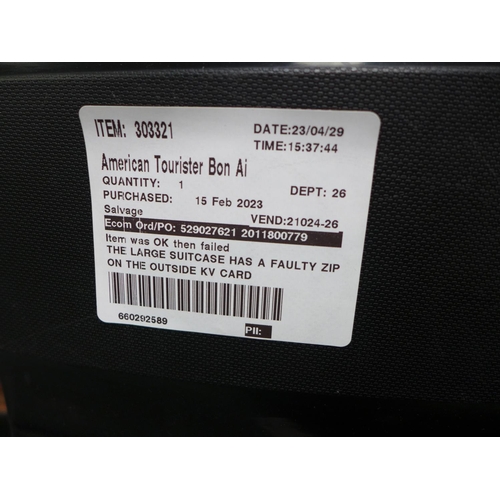 ITEM: 303321 DATE:23/04/29
TIME:15:37:44
American Tourister Bon Ai
QUANTITY: 1 DEPT: 26
PURCHASED: 15 Feb 2023
Salvage VEND:21024-26
Ecom Ord/PO: 529027621 2011800779
Item was OK then failed
THE LARGE SUITCASE HAS A FAULTY ZIP
ON THE OUTSIDE KV CARD
660292589 PII: